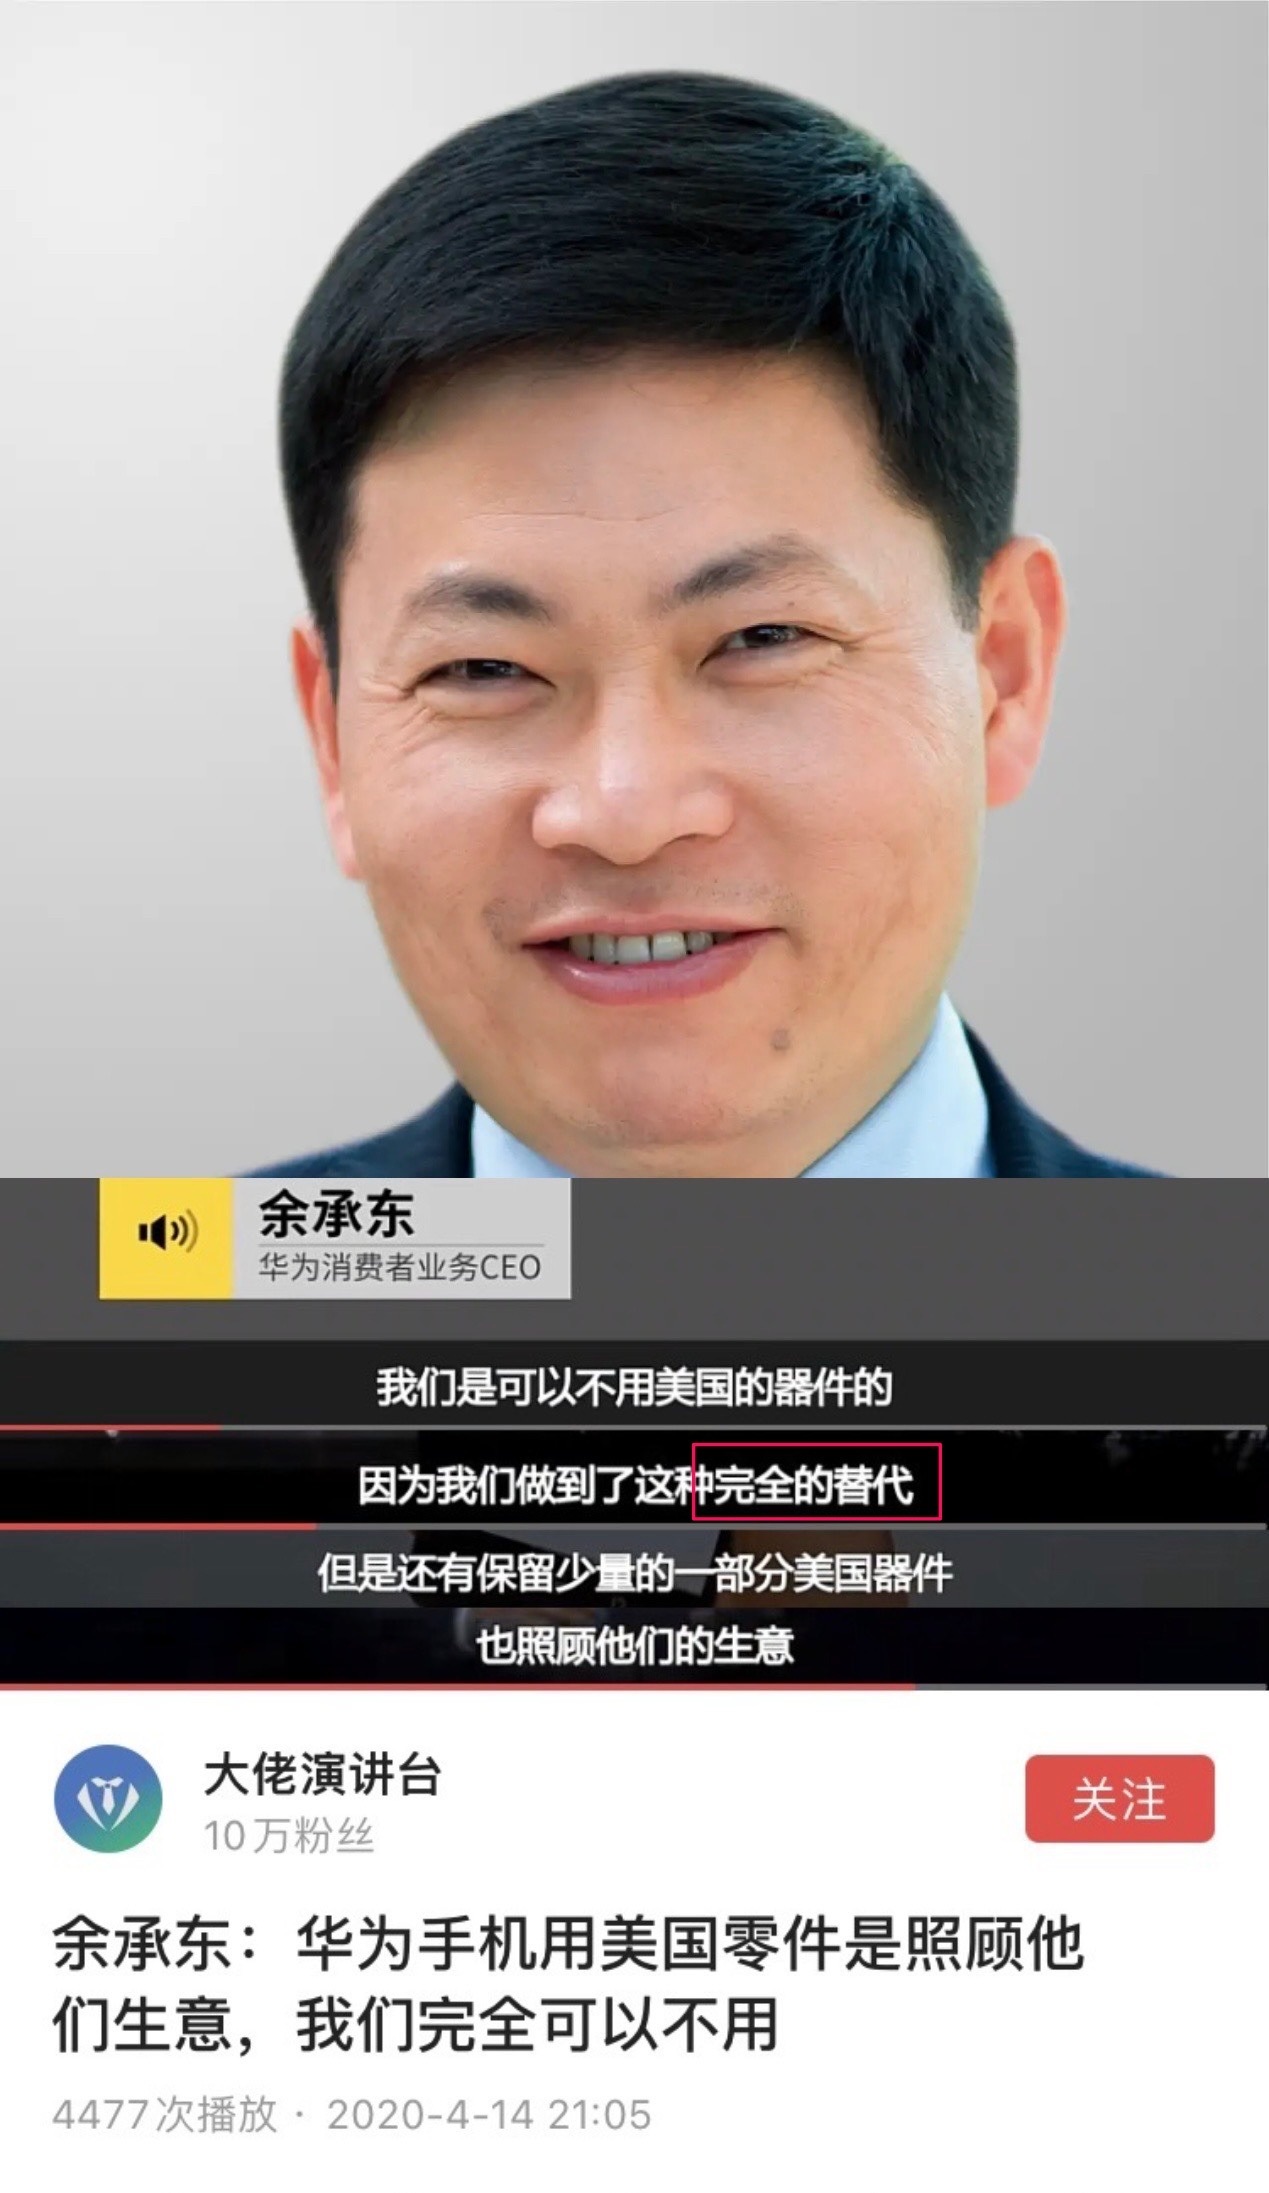 余承东
华为消费者业务CEO
我们是可以不用美国的器件的
因为我们做到了这种完全的替代
但是还有保留少量的一部分美国器件
也照顾他们的生意
大佬演讲台
10万粉丝
关注
余承东：华为手机用美国零件是照顾他
们生意，我们完全可以不用
4477次播放 · 2020-4-14 21:05